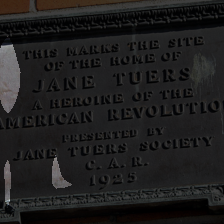 THIS MARKS THE SITE
OF THE HOME OF
JANE TUERS
A HEROINE OF THE
AMERICAN REVOLUTION
PRESENTED BY
JANE TUERS SOCIETY
C. A. R.
1925